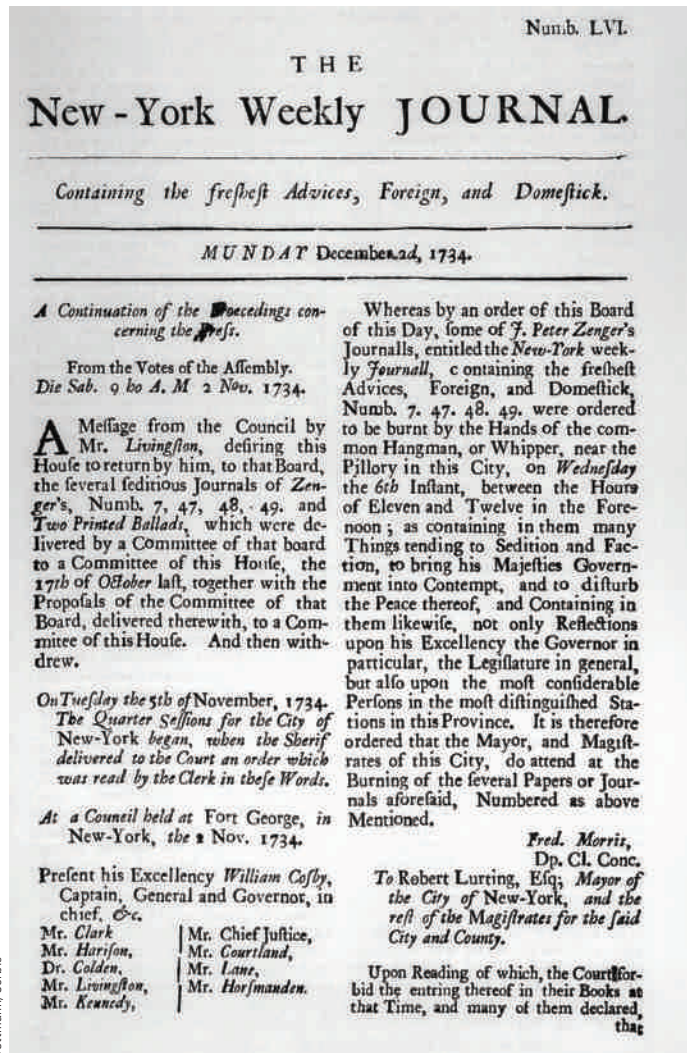 Numb. LVI.
THE
New-York Weekly JOURNAL.
Containing the freſheſt Advices, Foreign, and Domeſtick.
MUNDAY December 2d, 1734.
A Continuation of the Proceedings con-
cerning the Preſs.
From the Votes of the Aſſembly.
Die Sab. 9 ho A. M 2 Nov. 1734.
A Meſſage from the Council by
Mr. Livingſton, deſiring this
Houſe to return by him, to that Board,
the ſeveral ſeditious Journals of Zen-
ger's, Numb. 7, 47, 48, 49. and
Two Printed Ballads, which were de-
livered by a Committee of that board
to a Committee of this Houſe, the
17th of October laſt, together with the
Propoſals of the Committee of that
Board, delivered therewith, to a Com-
mitee of this Houſe. And then with-
drew.
On Tueſday the 5th of November, 1734.
The Quarter Seſſions for the City of
New-York began, when the Sherif
delivered to the Court an order which
was read by the Clerk in theſe Words.
At a Council held at Fort George, in
New-York, the 2 Nov. 1734.
Preſent his Excellency William Coſby,
Captain, General and Governor, in
chief, &c.
Mr. Clark
Mr. Hariſon,
Dr. Colden,
Mr. Livingſton,
Mr. Kennedy,
Mr. Chief Juſtice,
Mr. Courtland,
Mr. Lane,
Mr. Horſmanden.
Whereas by an order of this Board
of this Day, ſome of J. Peter Zenger's
Journalls, entitled the New-York week-
ly Journall, c ontaining the freſheſt
Advices, Foreign, and Domeſtick,
Numb. 7. 47. 48. 49. were ordered
to be burnt by the Hands of the com-
mon Hangman, or Whipper, near the
Pillory in this City, on Wedneſday
the 6th Inſtant, between the Hours
of Eleven and Twelve in the Fore-
noon; as containing in them many
Things tending to Sedition and Fac-
tion, to bring his Majeſties Govern-
ment into Contempt, and to diſturb
the Peace thereof, and Containing in
them likewiſe, not only Reflections
upon his Excellency the Governor in
particular, the Legiſlature in general,
but alſo upon the moſt conſiderable
Perſons in the moſt diſtinguiſhed Sta-
tions in this Province. It is therefore
ordered that the Mayor, and Magiſt-
rates of this City, do attend at the
Burning of the ſeveral Papers or Jour-
nals aforeſaid, Numbered as above
Mentioned.
Fred. Morris,
Dp. Cl. Conc.
To Robert Lurting, Eſq; Mayor of
the City of New-York, and the
reſt of the Magiſtrates for the ſaid
City and County.
Upon Reading of which, the Court for-
bid the entring thereof in their Books at
that Time, and many of them declared,
that